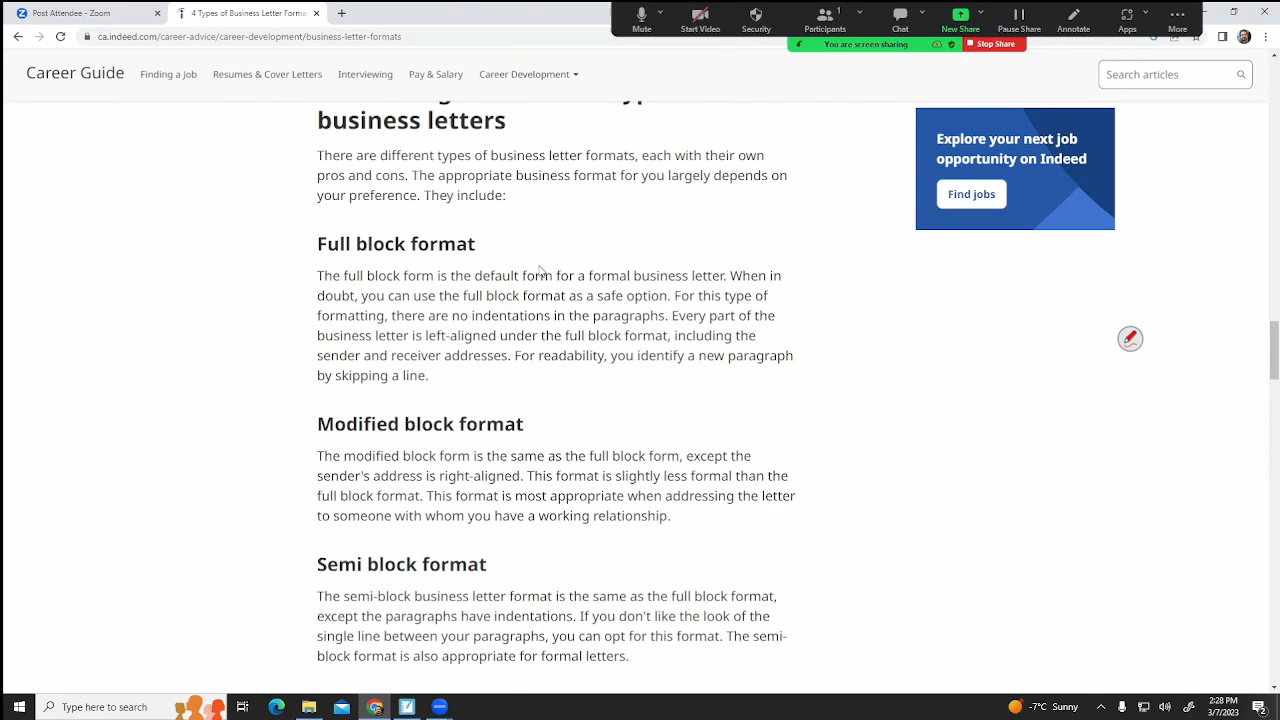 Post Attendee - Zoom
4 Types of Business Letter Forma
Mute
Start Video
Security
Participants
1
Chat
New Share
Pause Share
Annotate
Apps
More
You are screen sharing
Stop Share
ca.indeed.com/career-advice/career-development/business-letter-formats
Career Guide
Finding a Job
Resumes & Cover Letters
Interviewing
Pay & Salary
Career Development
Search articles
business letters
There are different types of business letter formats, each with their own
pros and cons. The appropriate business format for you largely depends on
your preference. They include:
Explore your next job
opportunity on Indeed
Find jobs
Full block format
The full block form is the default form for a formal business letter. When in
doubt, you can use the full block format as a safe option. For this type of
formatting, there are no indentations in the paragraphs. Every part of the
business letter is left-aligned under the full block format, including the
sender and receiver addresses. For readability, you identify a new paragraph
by skipping a line.
Modified block format
The modified block form is the same as the full block form, except the
sender's address is right-aligned. This format is slightly less formal than the
full block format. This format is most appropriate when addressing the letter
to someone with whom you have a working relationship.
Semi block format
The semi-block business letter format is the same as the full block format,
except the paragraphs have indentations. If you don't like the look of the
single line between your paragraphs, you can opt for this format. The semi-
block format is also appropriate for formal letters.
Type here to search
zoom
7°C Sunny
2:28 PM
3/7/2023
2